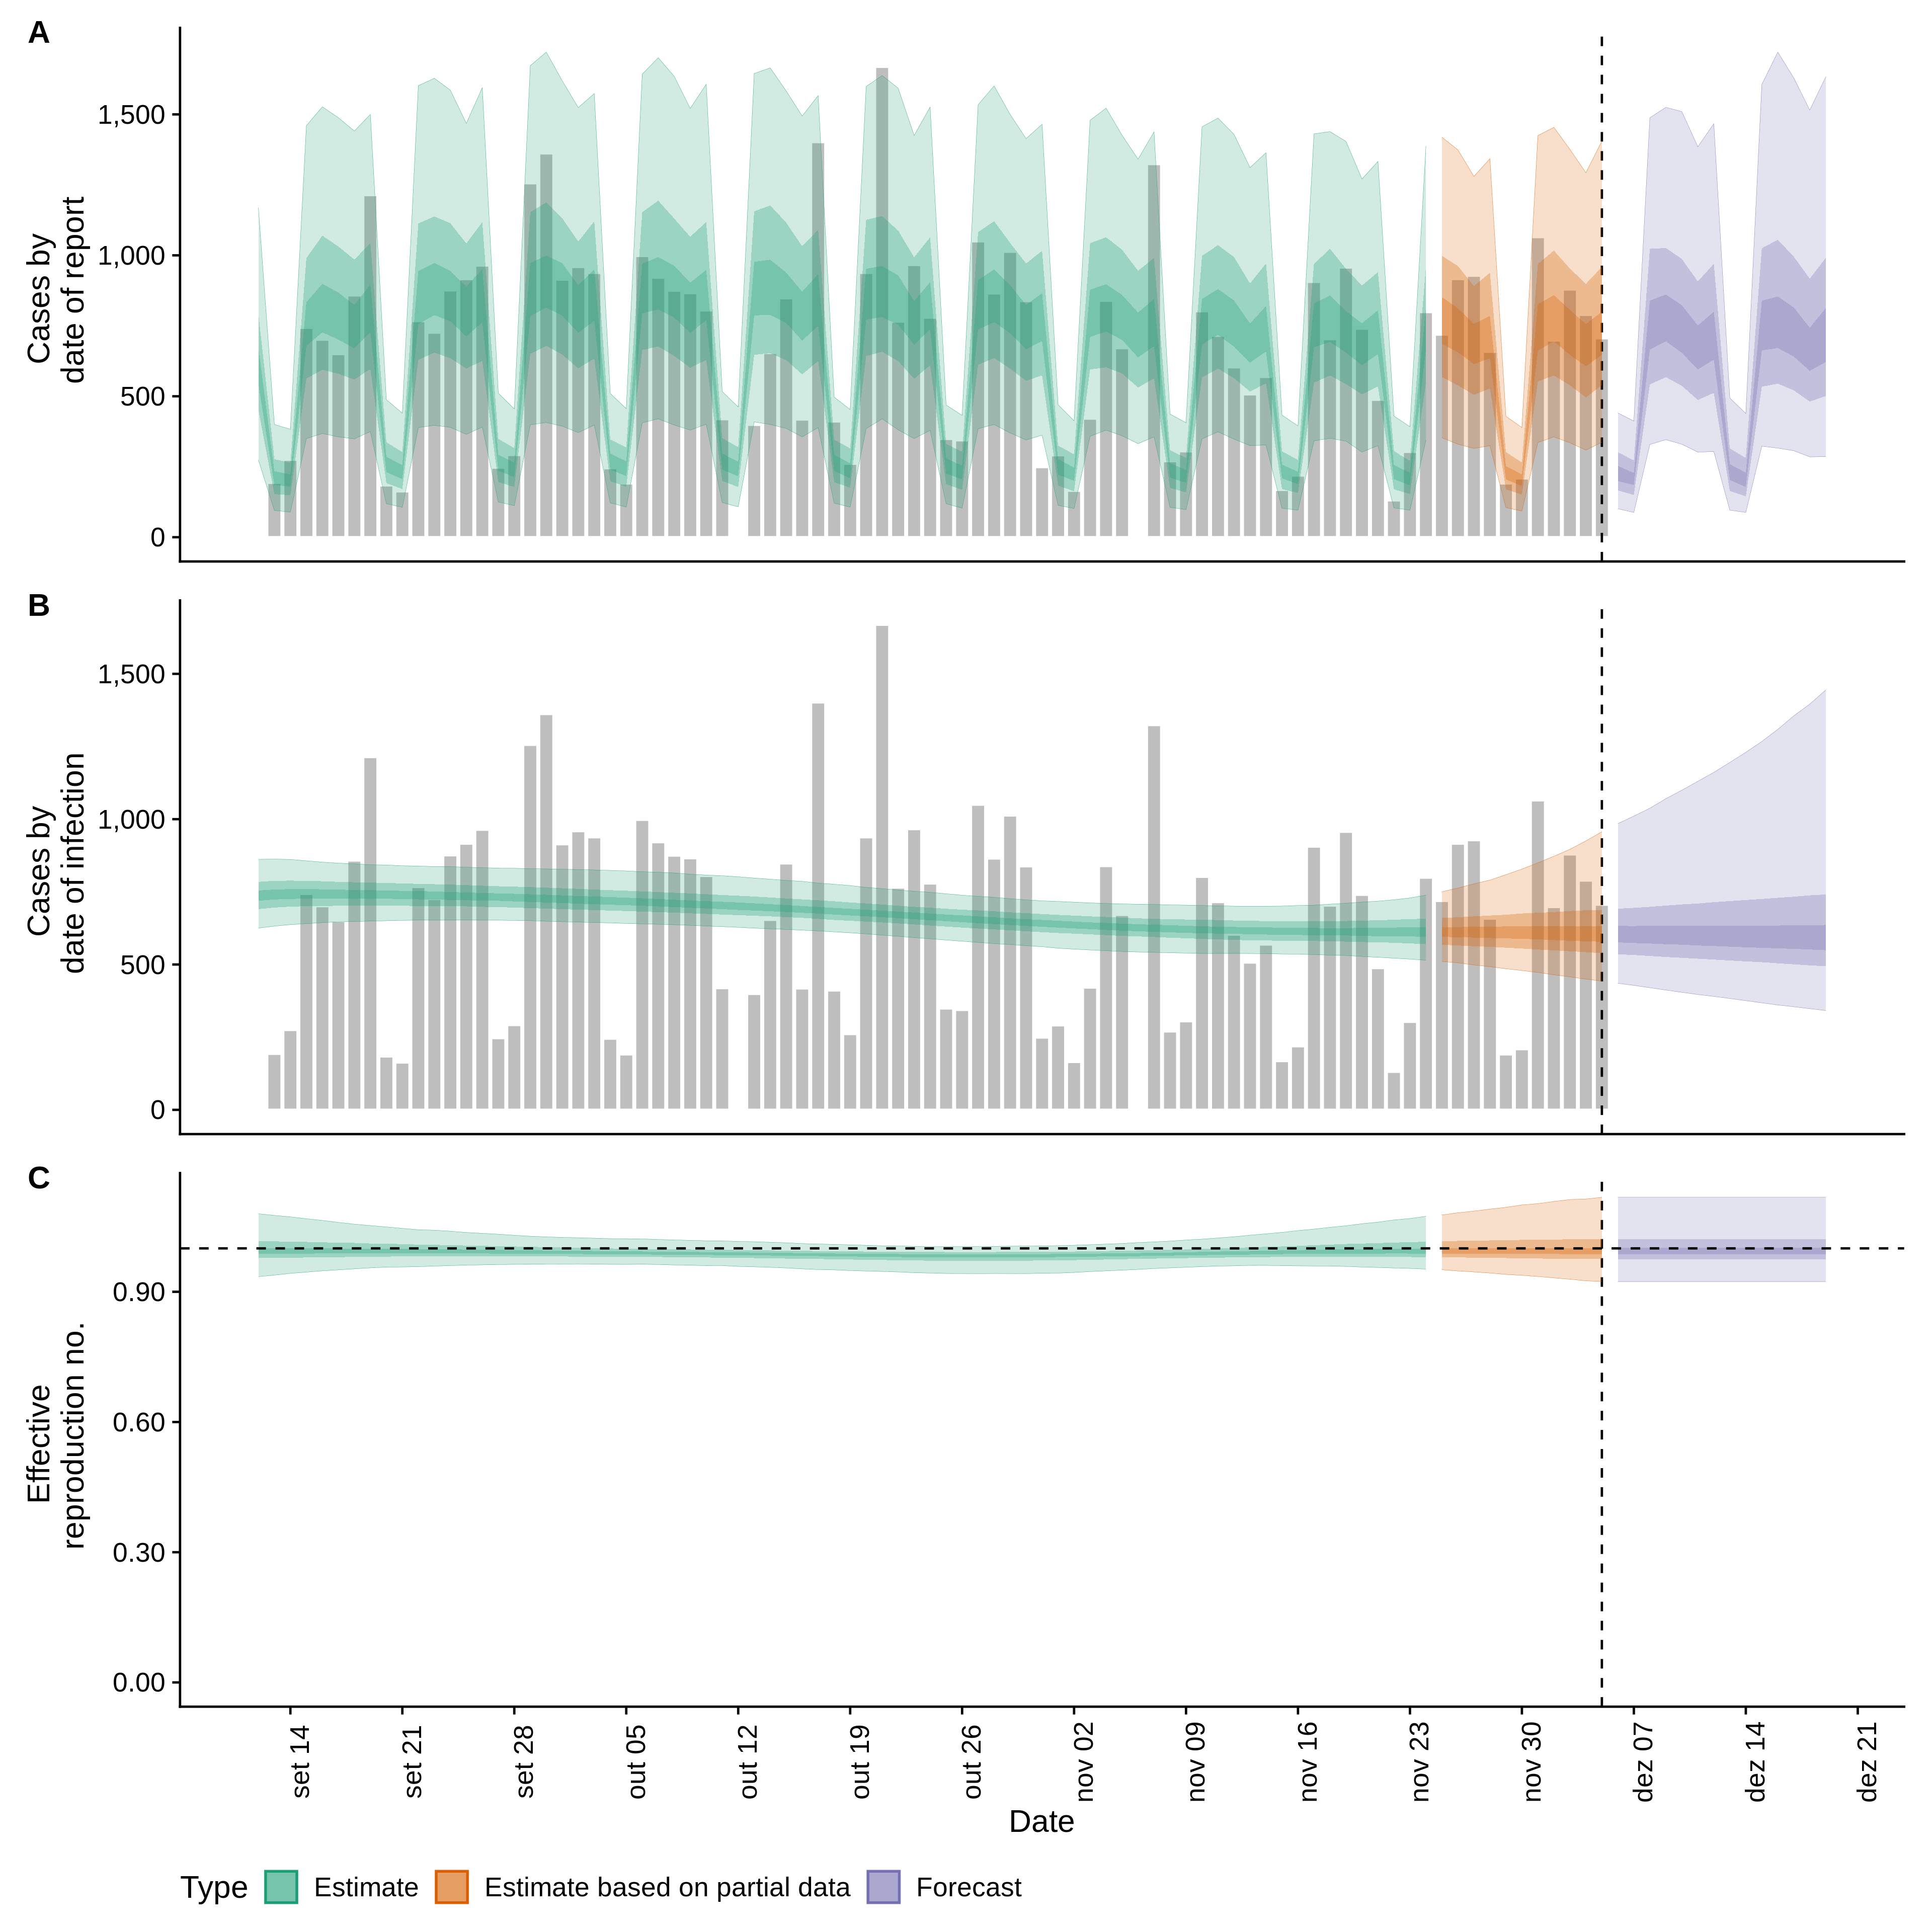 A
Cases by
date of report
1,500
1,000
500
0
B
Cases by
date of infection
1,500
1,000
500
0
C
Effective
reproduction no.
0.90
0.60
0.30
0.00
set 14
set 21
set 28
out 05
out 12
out 19
out 26
nov 02
nov 09
nov 16
nov 23
nov 30
dez 07
dez 14
dez 21
Date
Type Estimate Estimate based on partial data Forecast